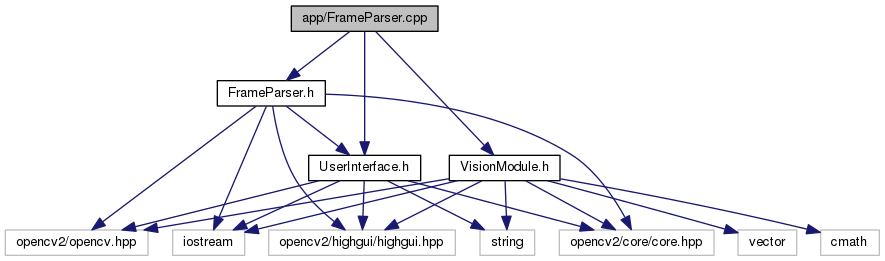 app/FrameParser.cpp
FrameParser.h
UserInterface.h
VisionModule.h
opencv2/opencv.hpp
iostream
opencv2/highgui/highgui.hpp
string
opencv2/core/core.hpp
vector
cmath